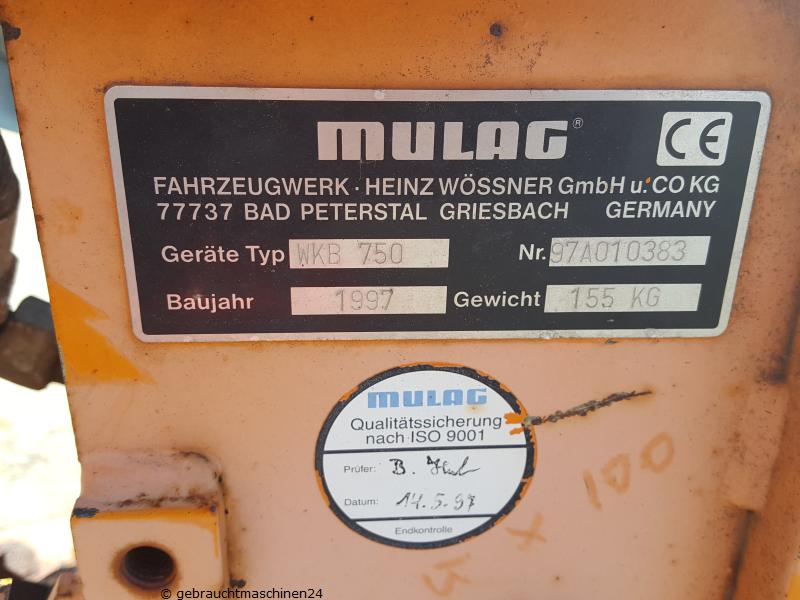 MULAG®
CE
FAHRZEUGWERK · HEINZ WÖSSNER GmbH u. CO KG
77737 BAD PETERSTAL GRIESBACH GERMANY
Geräte Typ WKB 750 Nr. 97A010383
Baujahr 1997 Gewicht 155 KG
MULAG
Qualitätssicherung
nach ISO 9001
Prüfer: B.
Datum: 14.5.97
Endkontrolle
© gebrauchtmaschinen24